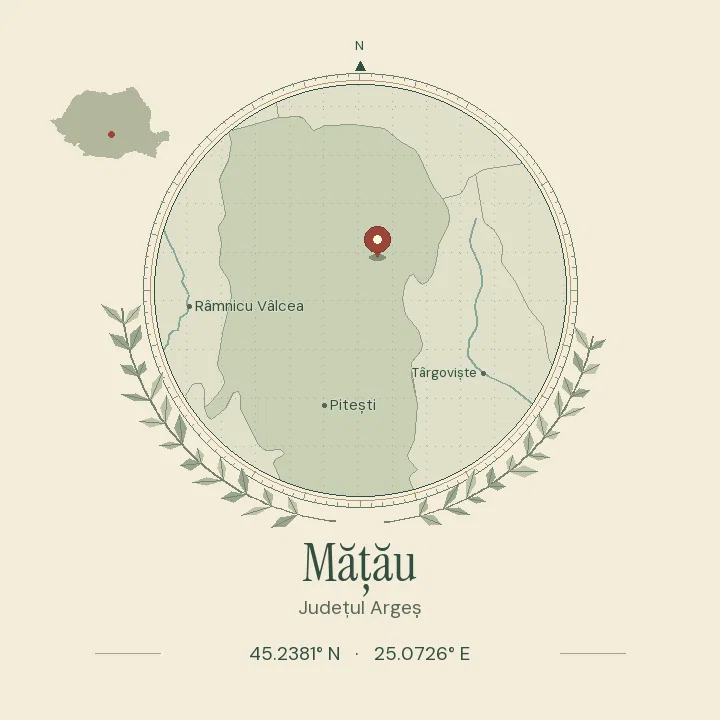 N
Râmnicu Vâlcea
Târgoviște
Pitești
Mățău
Județul Argeș
45.2381° N · 25.0726° E